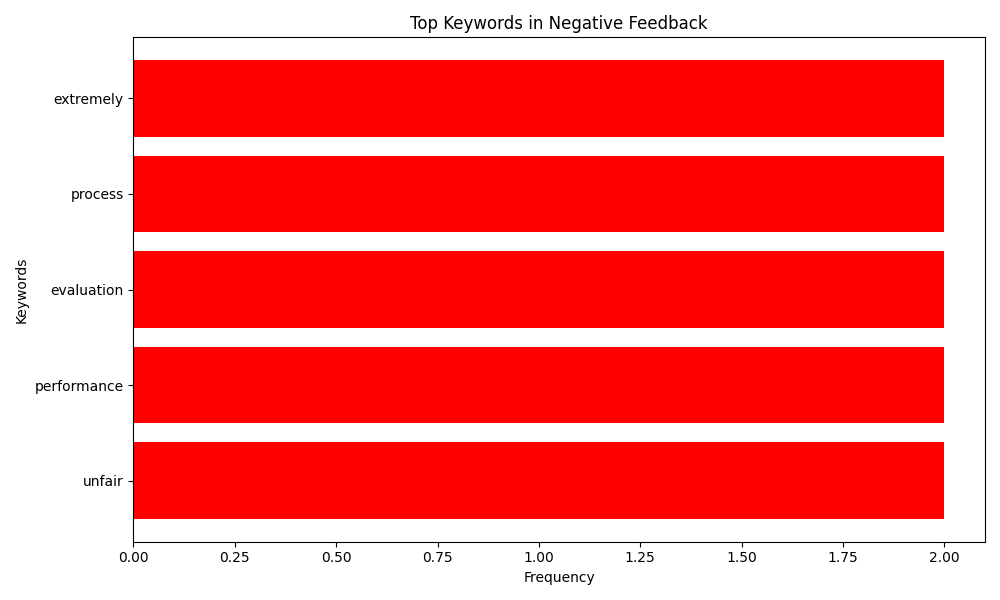 Top Keywords in Negative Feedback
extremely
process
evaluation
performance
unfair
Keywords
0.00 0.25 0.50 0.75 1.00 1.25 1.50 1.75 2.00
Frequency